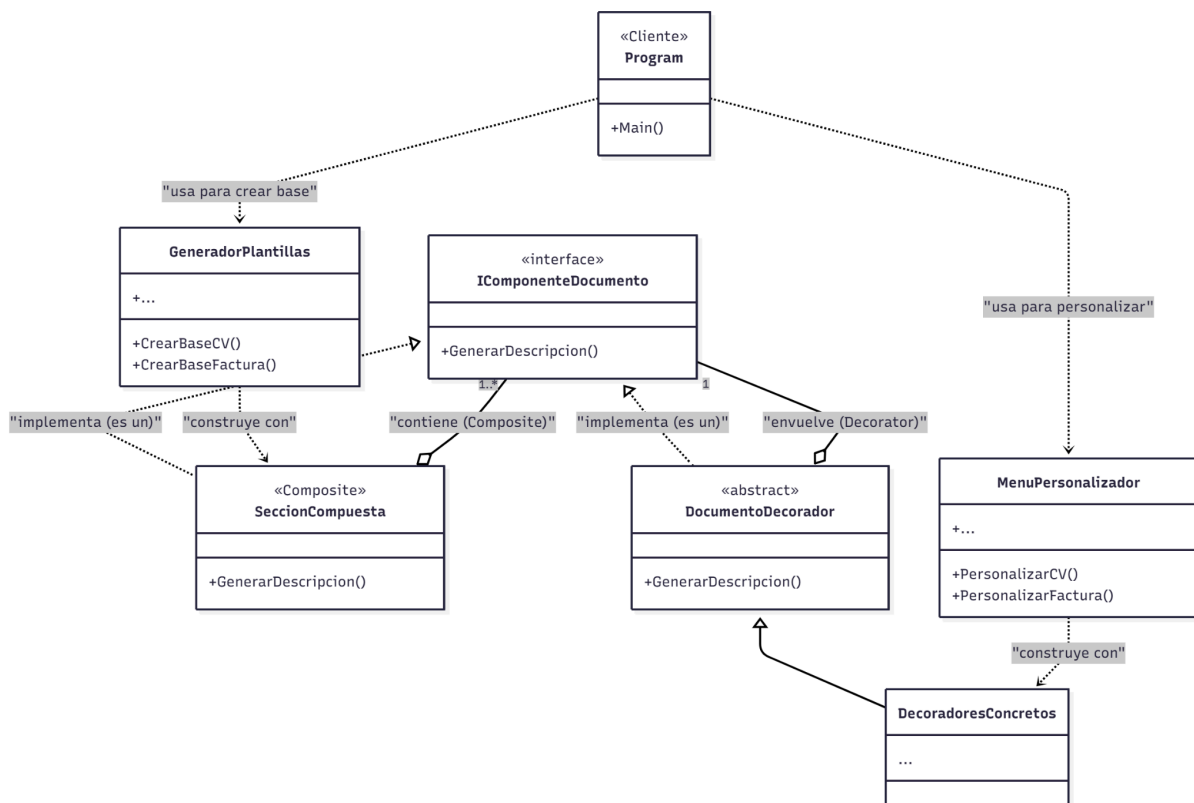 «Cliente»
Program
+Main()
"usa para crear base"
GeneradorPlantillas
+...
+CrearBaseCV()
+CrearBaseFactura()
«interface»
IComponenteDocumento
+GenerarDescripcion()
"usa para personalizar"
1..*
1
"implementa (es un)"
"construye con"
"contiene (Composite)"
"implementa (es un)"
"envuelve (Decorator)"
«Composite»
SeccionCompuesta
+GenerarDescripcion()
«abstract»
DocumentoDecorador
+GenerarDescripcion()
MenuPersonalizador
+...
+PersonalizarCV()
+PersonalizarFactura()
"construye con"
DecoradoresConcretos
...